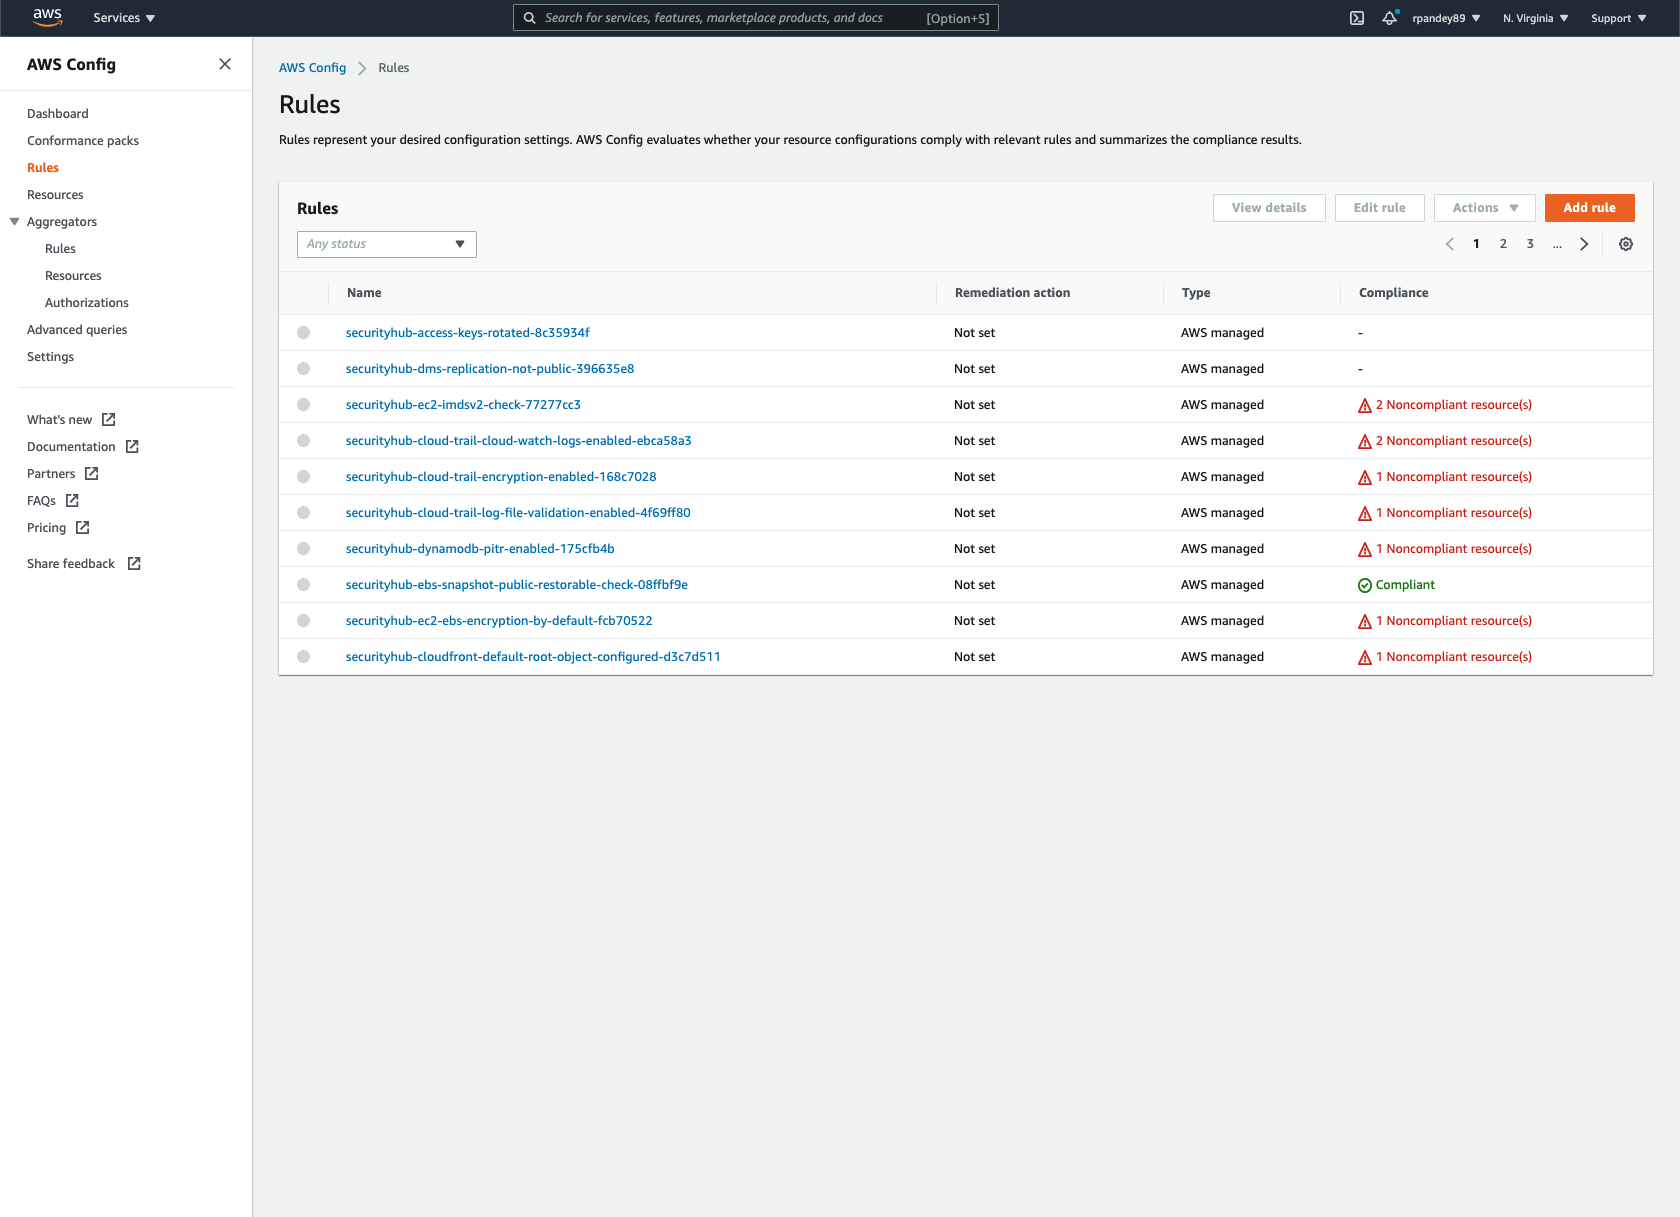 aws Services Search for services, features, marketplace products, and docs [Option+S] rpandey89 N. Virginia Support
AWS Config
Dashboard
Conformance packs
Rules
Resources
Aggregators
Rules
Resources
Authorizations
Advanced queries
Settings
What's new
Documentation
Partners
FAQs
Pricing
Share feedback
AWS Config Rules
Rules
Rules represent your desired configuration settings. AWS Config evaluates whether your resource configurations comply with relevant rules and summarizes the compliance results.
Rules View details Edit rule Actions Add rule
Any status 1 2 3 ...
Name Remediation action Type Compliance
securityhub-access-keys-rotated-8c35934f Not set AWS managed -
securityhub-dms-replication-not-public-396635e8 Not set AWS managed -
securityhub-ec2-imdsv2-check-77277cc3 Not set AWS managed 2 Noncompliant resource(s)
securityhub-cloud-trail-cloud-watch-logs-enabled-ebca58a3 Not set AWS managed 2 Noncompliant resource(s)
securityhub-cloud-trail-encryption-enabled-168c7028 Not set AWS managed 1 Noncompliant resource(s)
securityhub-cloud-trail-log-file-validation-enabled-4f69ff80 Not set AWS managed 1 Noncompliant resource(s)
securityhub-dynamodb-pitr-enabled-175cfb4b Not set AWS managed 1 Noncompliant resource(s)
securityhub-ebs-snapshot-public-restorable-check-08ffbf9e Not set AWS managed Compliant
securityhub-ec2-ebs-encryption-by-default-fcb70522 Not set AWS managed 1 Noncompliant resource(s)
securityhub-cloudfront-default-root-object-configured-d3c7d511 Not set AWS managed 1 Noncompliant resource(s)